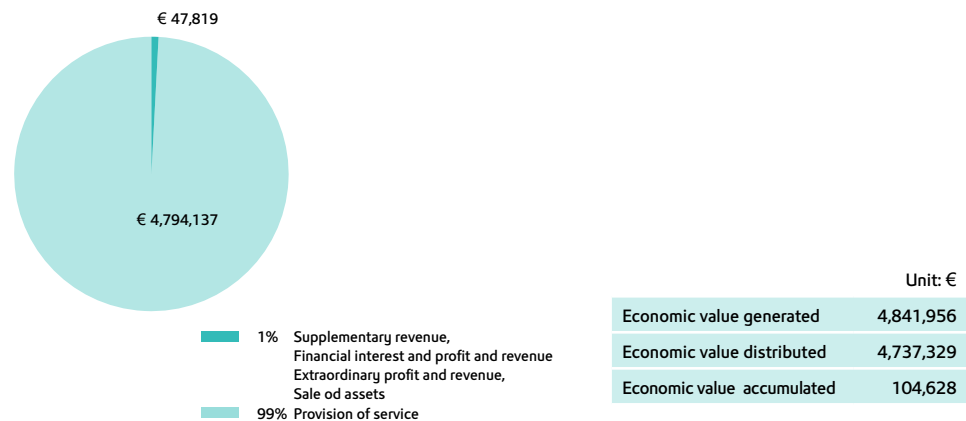 € 47,819
€ 4,794,137
1% Supplementary revenue,
Financial interest and profit and revenue
Extraordinary profit and revenue,
Sale od assets
99% Provision of service
Unit: €
Economic value generated 4,841,956
Economic value distributed 4,737,329
Economic value accumulated 104,628